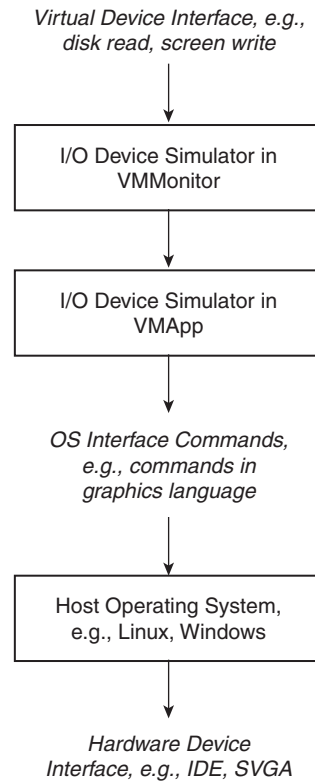 Virtual Device Interface, e.g.,
disk read, screen write
I/O Device Simulator in
VMMonitor
I/O Device Simulator in
VMApp
OS Interface Commands,
e.g., commands in
graphics language
Host Operating System,
e.g., Linux, Windows
Hardware Device
Interface, e.g., IDE, SVGA